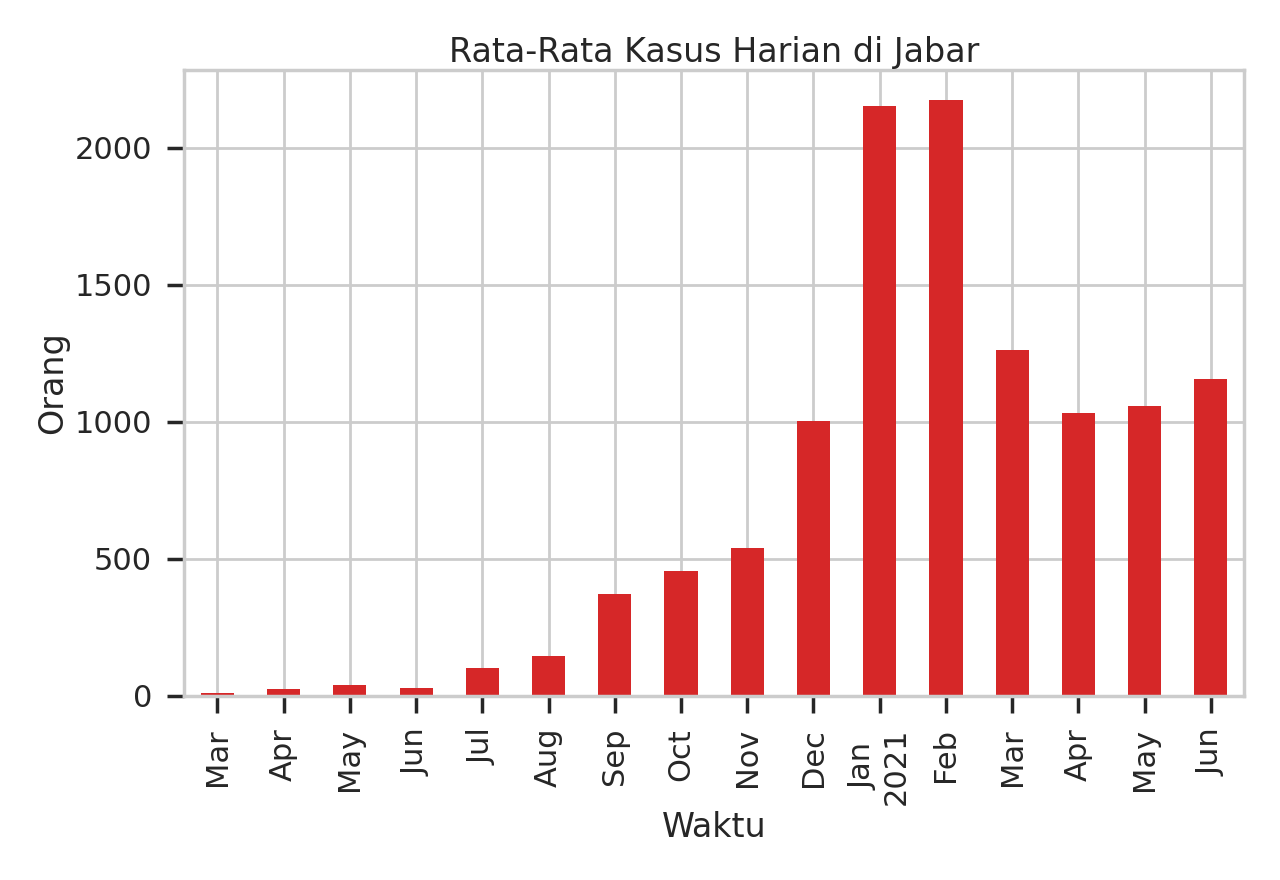 Rata-Rata Kasus Harian di Jabar
Orang
2000
1500
1000
500
0
Mar
Apr
May
Jun
Jul
Aug
Sep
Oct
Nov
Dec
Jan
2021
Feb
Mar
Apr
May
Jun
Waktu